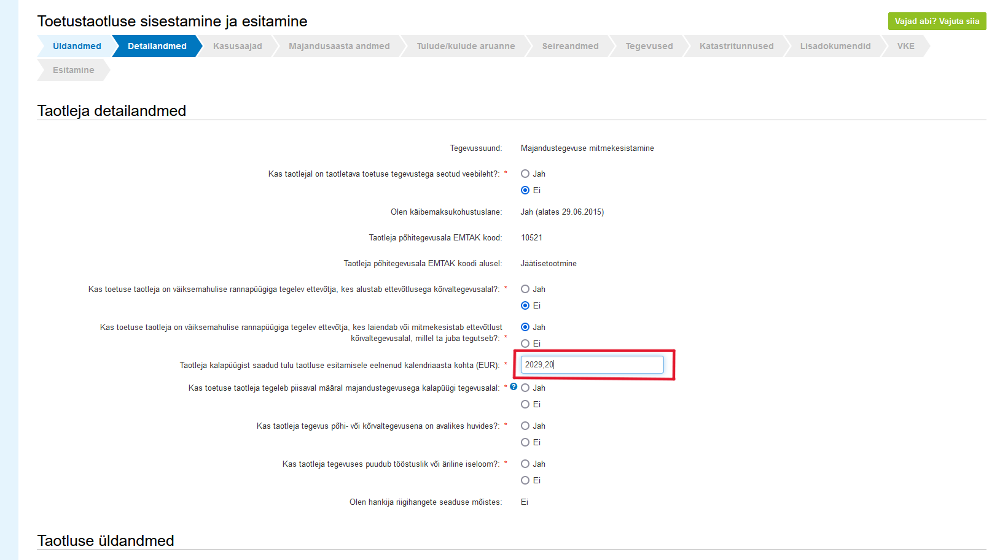 Toetustaotluse sisestamine ja esitamine
Vajad abi? Vajuta siia
Üldandmed
Detailandmed
Kasusaajad
Majandusaasta andmed
Tulude/kulude aruanne
Seireandmed
Tegevused
Katastritunnused
Lisadokumendid
VKE
Esitamine
Taotleja detailandmed
Tegevussuund: Majandustegevuse mitmekesistamine
Kas taotlejal on taotletava toetuse tegevustega seotud veebileht?: * Jah
Ei
Olen käibemaksukohustuslane: Jah (alates 29.06.2015)
Taotleja põhitegevusala EMTAK kood: 10521
Taotleja põhitegevusala EMTAK koodi alusel: Jäätisetootmine
Kas toetuse taotleja on väiksemahulise rannapüügiga tegelev ettevõtja, kes alustab ettevõtlusega kõrvaltegevusalal?: * Jah
Ei
Kas toetuse taotleja on väiksemahulise rannapüügiga tegelev ettevõtja, kes laiendab või mitmekesistab ettevõtlust Jah
kõrvaltegevusalal, millel ta juba tegutseb?: *
Ei
Taotleja kalapüügist saadud tulu taotluse esitamisele eelnenud kalendriaasta kohta (EUR): * 2029,20
Kas toetuse taotleja tegeleb piisaval määral majandustegevusega kalapüügi tegevusalal: * ? Jah
Ei
Kas taotleja tegevus põhi- või kõrvaltegevusena on avalikes huvides?: * Jah
Ei
Kas taotleja tegevuses puudub tööstuslik või äriline iseloom?: * Jah
Ei
Olen hankija riigihangete seaduse mõistes: Ei
Taotluse üldandmed